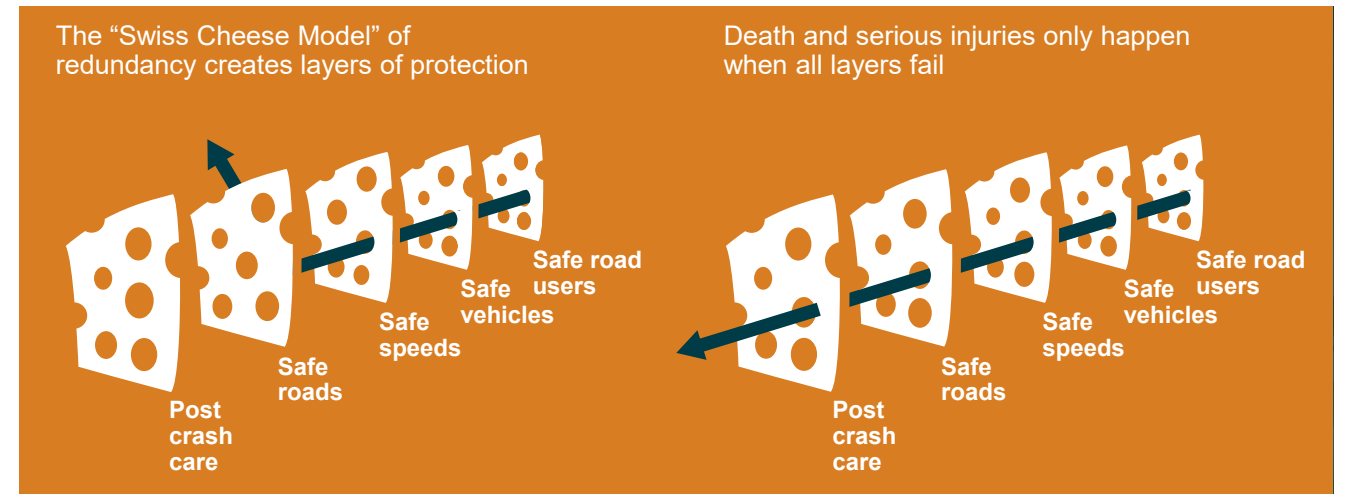 The “Swiss Cheese Model” of
redundancy creates layers of protection
Safe road
users
Safe
vehicles
Safe
speeds
Safe
roads
Post
crash
care
Death and serious injuries only happen
when all layers fail
Safe road
users
Safe
vehicles
Safe
speeds
Safe
roads
Post
crash
care